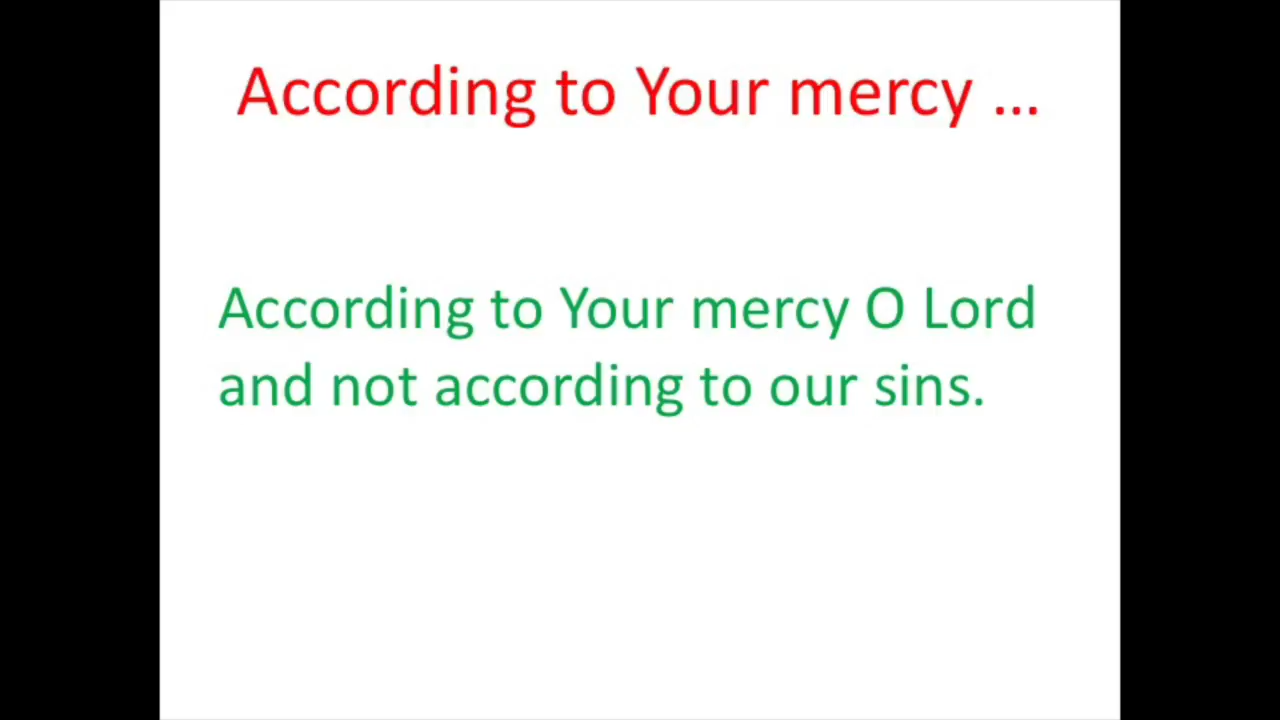 According to Your mercy ...
According to Your mercy O Lord
and not according to our sins.